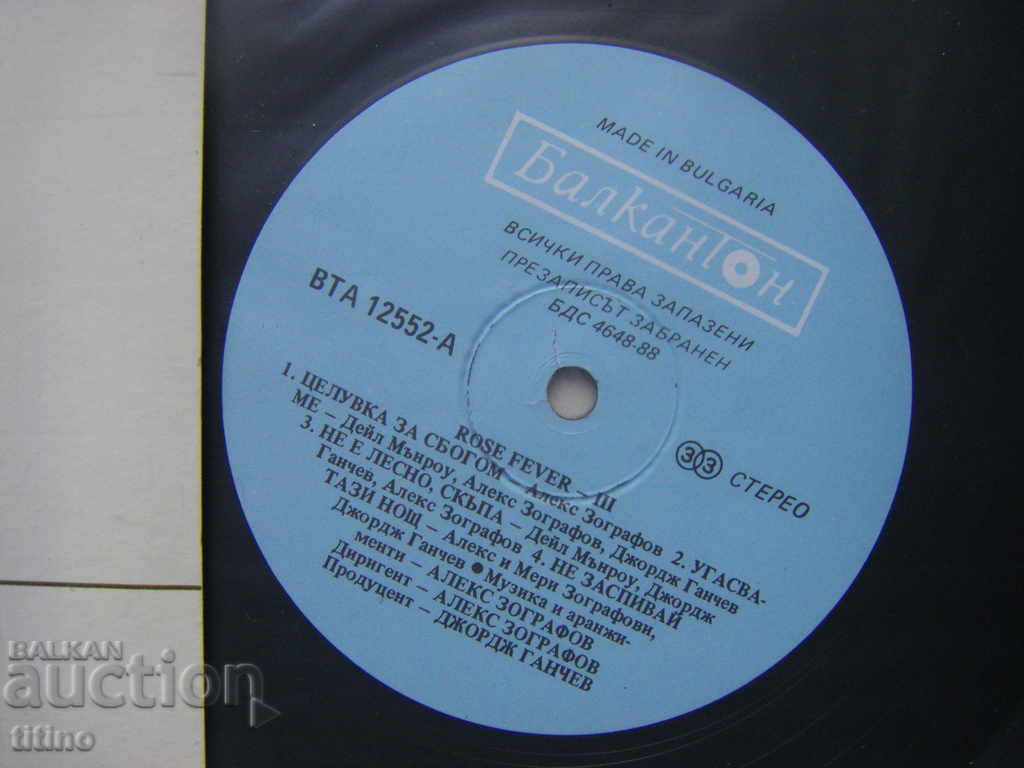 MADE IN BULGARIA
Балкантон
ВСИЧКИ ПРАВА ЗАПАЗЕНИ
ПРЕЗАПИСЪТ ЗАБРАНЕН
БДС 4648-88
ВТА 12552-А
33 СТЕРЕО
ROSE FEVER – III
1. ЦЕЛУВКА ЗА СБОГОМ – Алекс Зографов 2. УГАСВА-
МЕ – Дейл Мънроу, Алекс Зографов, Джордж Ганчев
3. НЕ Е ЛЕСНО, СКЪПА – Дейл Мънроу, Джордж
Ганчев, Алекс Зографов 4. НЕ ЗАСПИВАЙ
ТАЗИ НОЩ – Алекс и Мери Зографови,
Джордж Ганчев ● Музика и аранжи-
менти – АЛЕКС ЗОГРАФОВ
Диригент – АЛЕКС ЗОГРАФОВ
Продуцент – ДЖОРДЖ ГАНЧЕВ
BALKAN
auction
titino